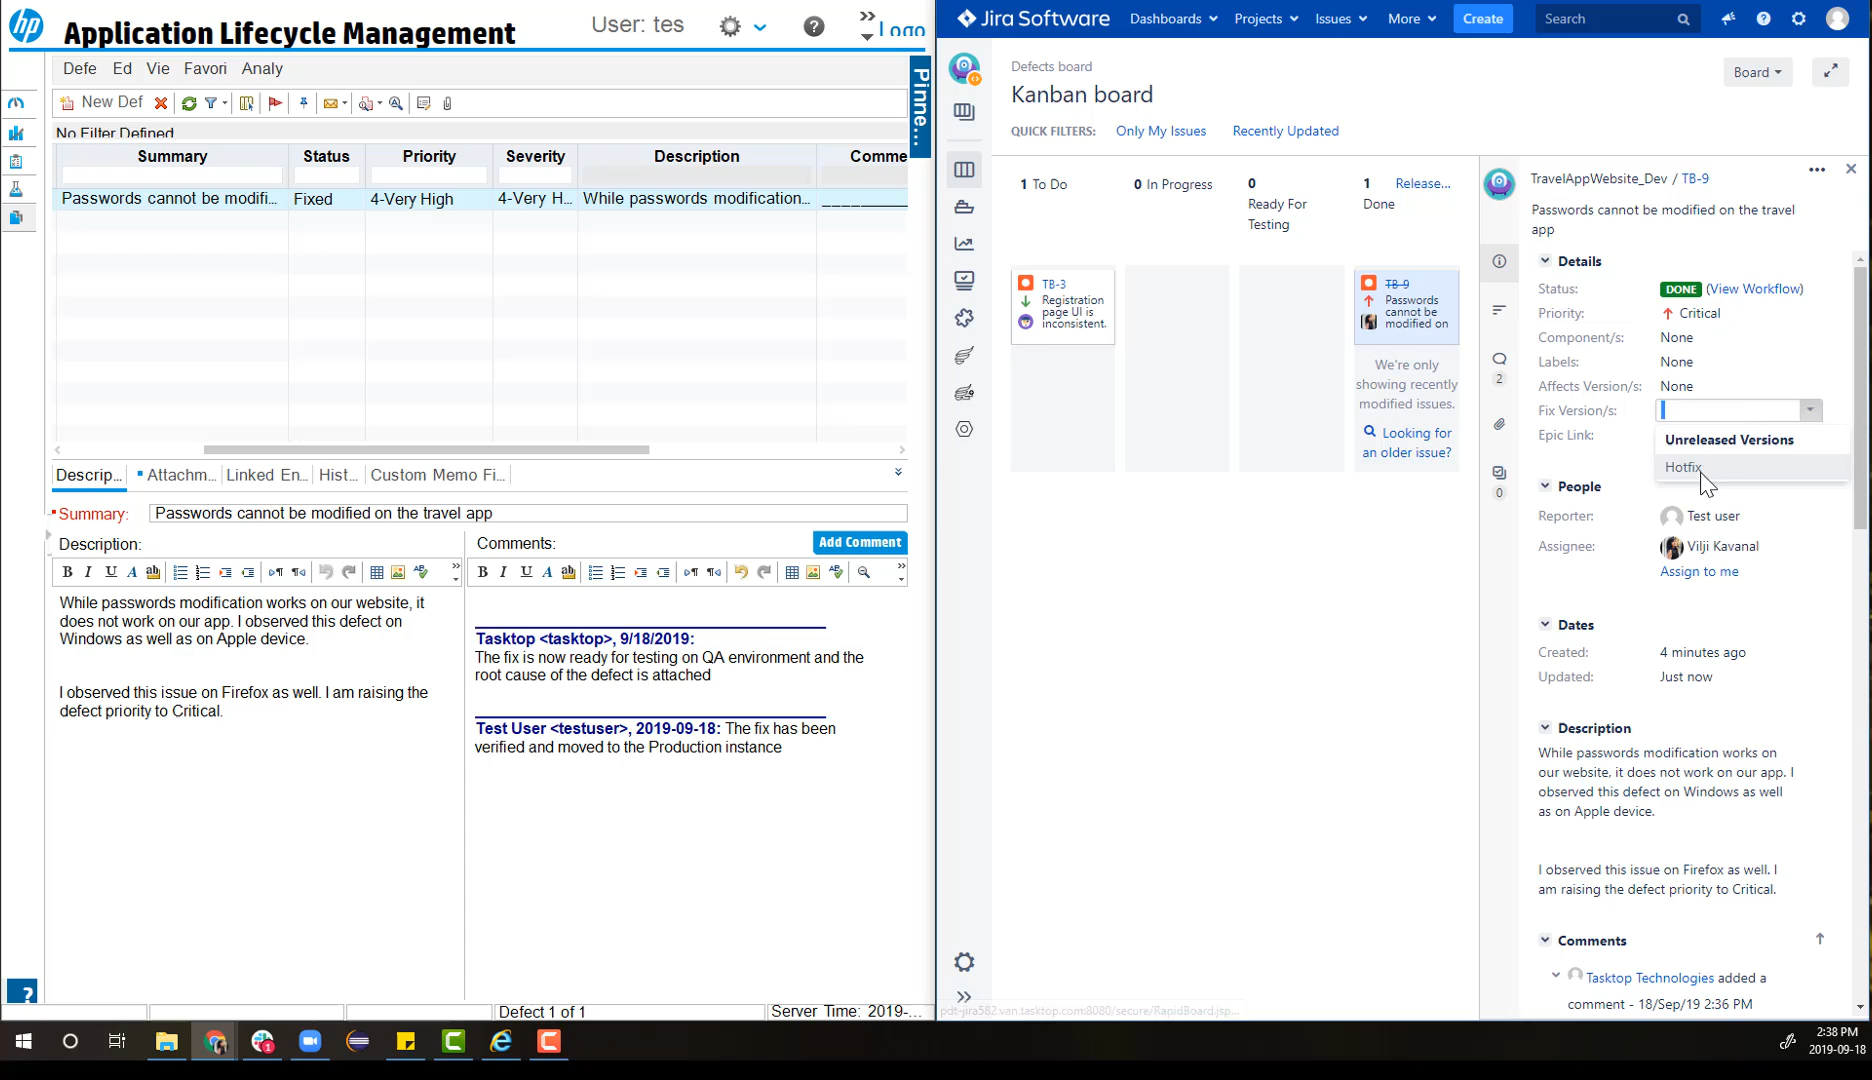 hp
Application Lifecycle Management
User: tes
Logo
Defe Ed Vie Favori Analy
New Def
Pinne...
No Filter Defined
Summary Status Priority Severity Description Comme
Passwords cannot be modifi... Fixed 4-Very High 4-Very H... While passwords modification...
Descrip... Attachm... Linked En... Hist... Custom Memo Fi...
Summary: Passwords cannot be modified on the travel app
Description:
Comments:
Add Comment
While passwords modification works on our website, it
does not work on our app. I observed this defect on
Windows as well as on Apple device.
I observed this issue on Firefox as well. I am raising the
defect priority to Critical.
Tasktop <tasktop>, 9/18/2019:
The fix is now ready for testing on QA environment and the
root cause of the defect is attached
Test User <testuser>, 2019-09-18: The fix has been
verified and moved to the Production instance
Defect 1 of 1
Server Time: 2019-...
Jira Software
Dashboards Projects Issues More Create Search
Defects board
Kanban board
Board
QUICK FILTERS: Only My Issues Recently Updated
1 To Do
0 In Progress
0
Ready For
Testing
1 Release...
Done
TB-3
Registration
page UI is
inconsistent.
TB-9
Passwords
cannot be
modified on
We're only
showing recently
modified issues.
Looking for
an older issue?
2
0
TravelAppWebsite_Dev / TB-9
Passwords cannot be modified on the travel
app
Details
Status: DONE (View Workflow)
Priority: Critical
Component/s: None
Labels: None
Affects Version/s: None
Fix Version/s:
Epic Link:
Unreleased Versions
Hotfix
People
Reporter: Test user
Assignee: Vilji Kavanal
Assign to me
Dates
Created: 4 minutes ago
Updated: Just now
Description
While passwords modification works on
our website, it does not work on our app. I
observed this defect on Windows as well
as on Apple device.
I observed this issue on Firefox as well. I
am raising the defect priority to Critical.
Comments
Tasktop Technologies added a
comment - 18/Sep/19 2:36 PM
pdt-jira582.van.tasktop.com:8080/secure/RapidBoard.jsp...
2:38 PM
2019-09-18